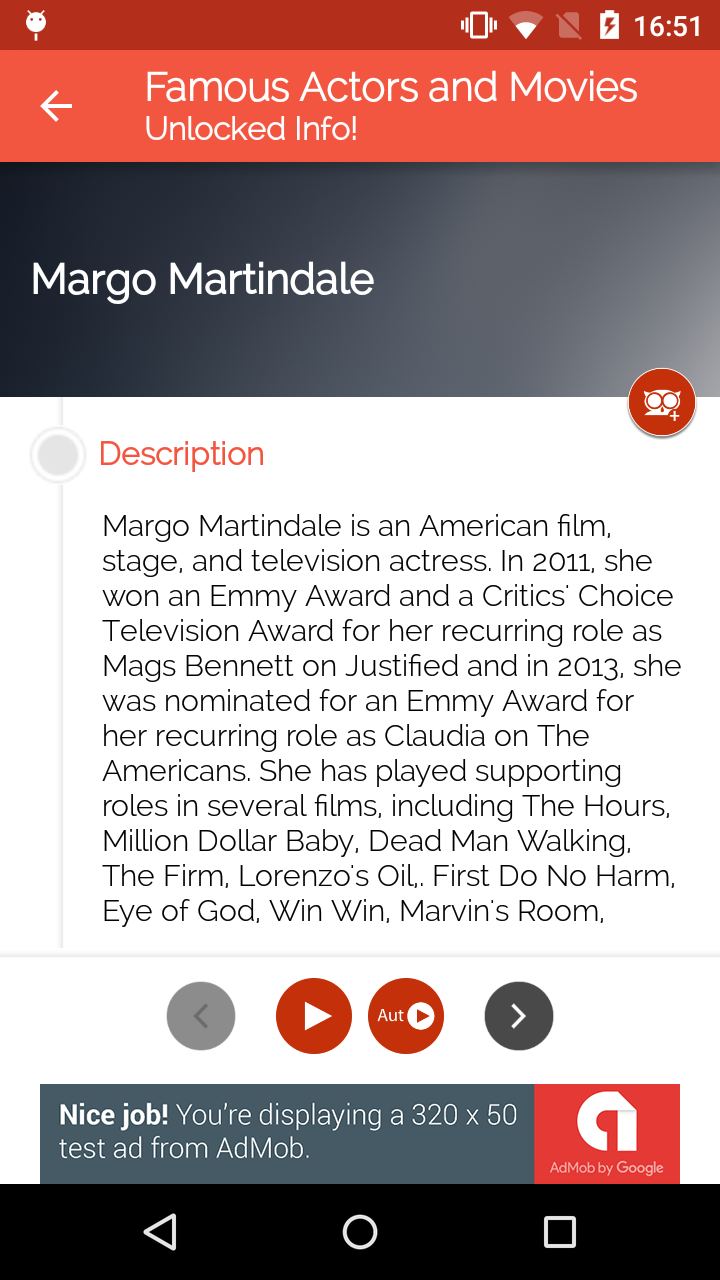 16:51
Famous Actors and Movies
Unlocked Info!
Margo Martindale
Description
Margo Martindale is an American film,
stage, and television actress. In 2011, she
won an Emmy Award and a Critics' Choice
Television Award for her recurring role as
Mags Bennett on Justified and in 2013, she
was nominated for an Emmy Award for
her recurring role as Claudia on The
Americans. She has played supporting
roles in several films, including The Hours,
Million Dollar Baby, Dead Man Walking,
The Firm, Lorenzo's Oil,. First Do No Harm,
Eye of God, Win Win, Marvin's Room,
Aut
Nice job! You're displaying a 320 x 50
test ad from AdMob.
AdMob by Google